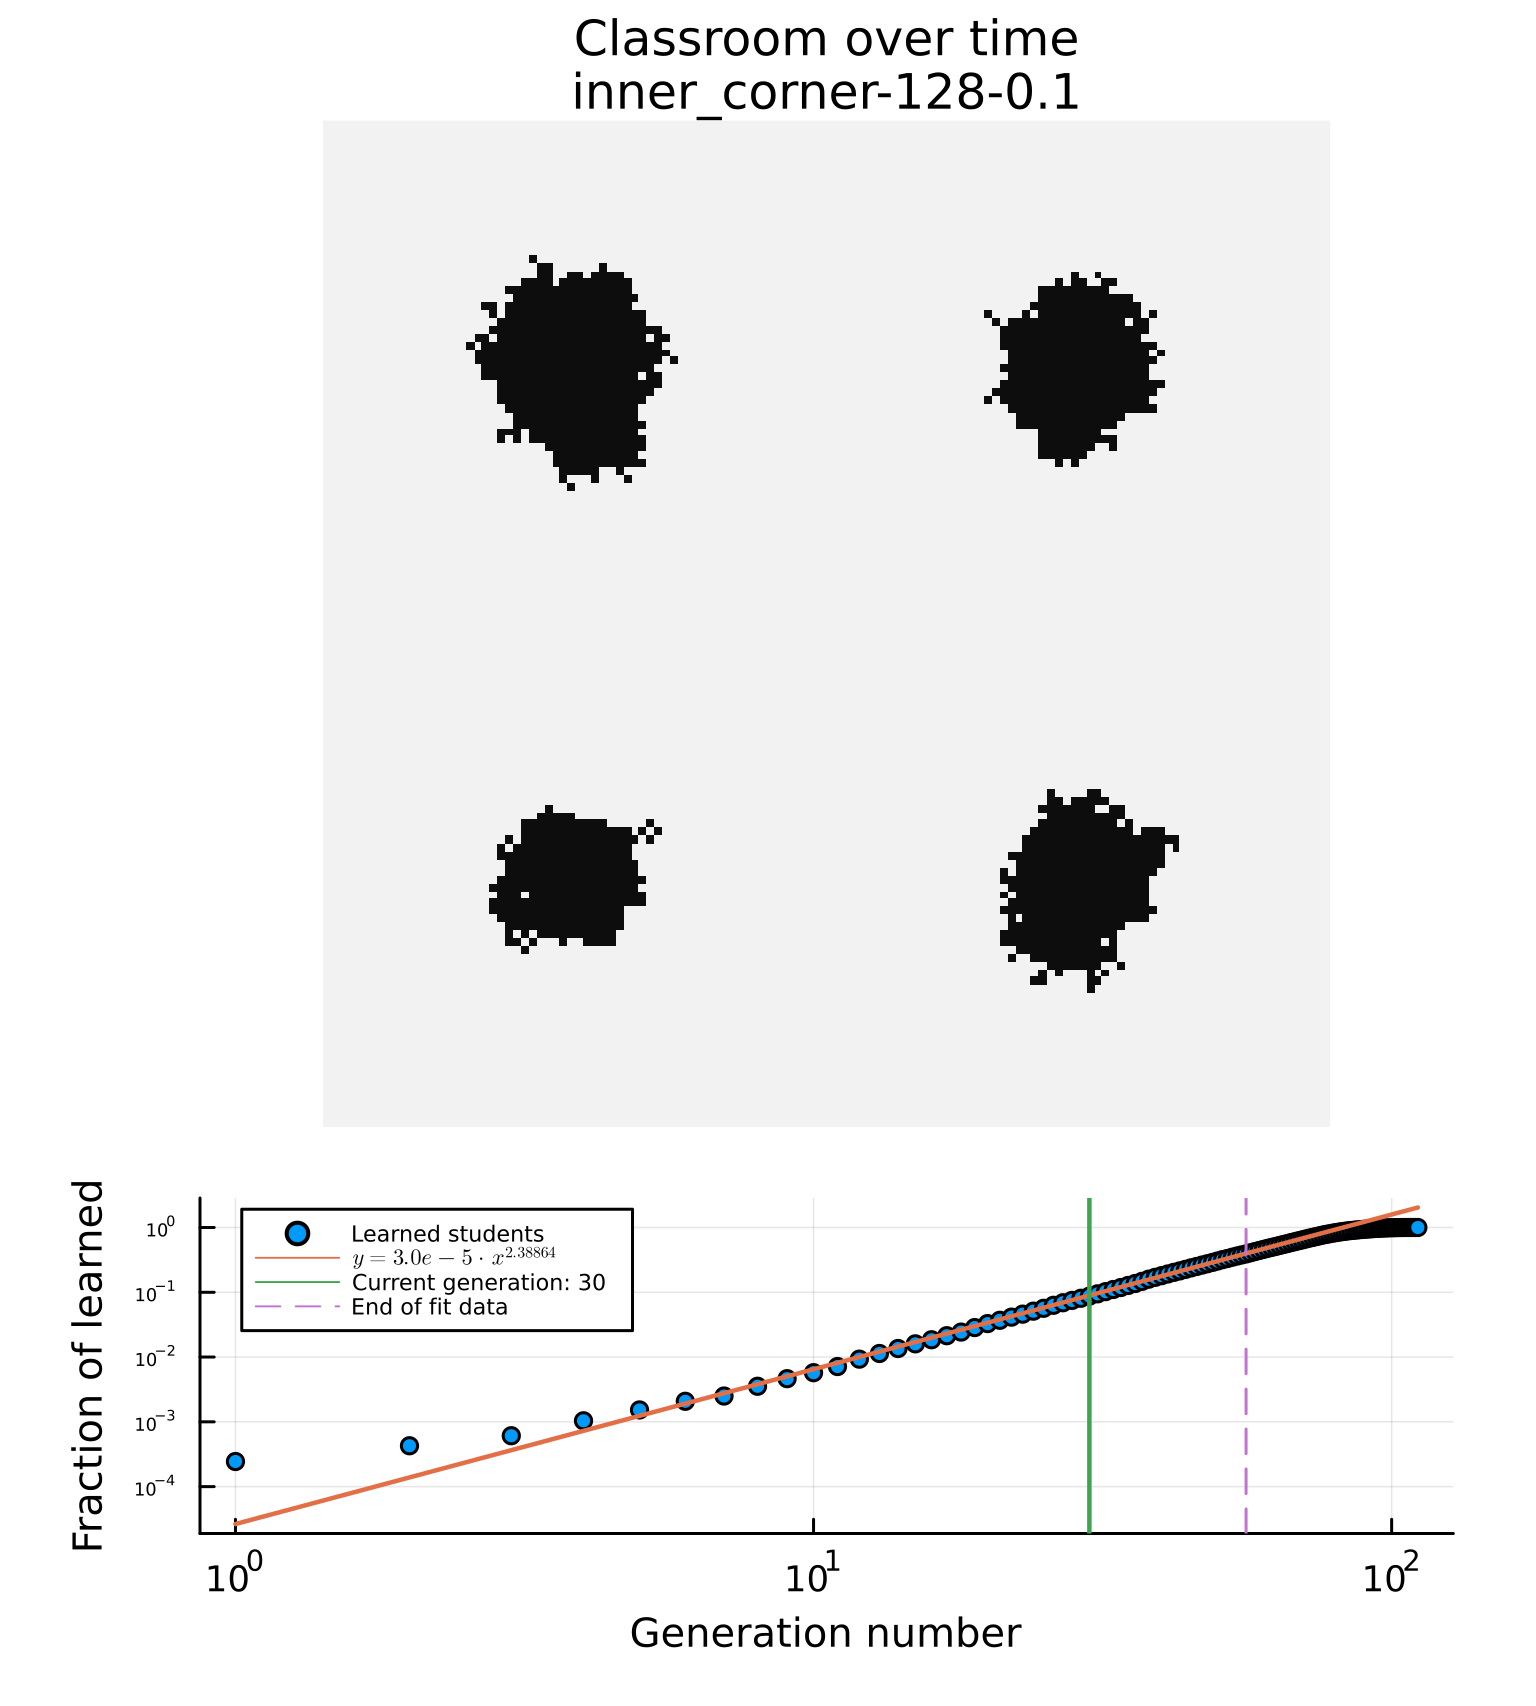 Classroom over time
inner_corner-128-0.1
Fraction of learned
10^0
10^−1
10^−2
10^−3
10^−4
Learned students
y = 3.0e − 5 · x^2.38864
Current generation: 30
End of fit data
10^0 10^1 10^2
Generation number